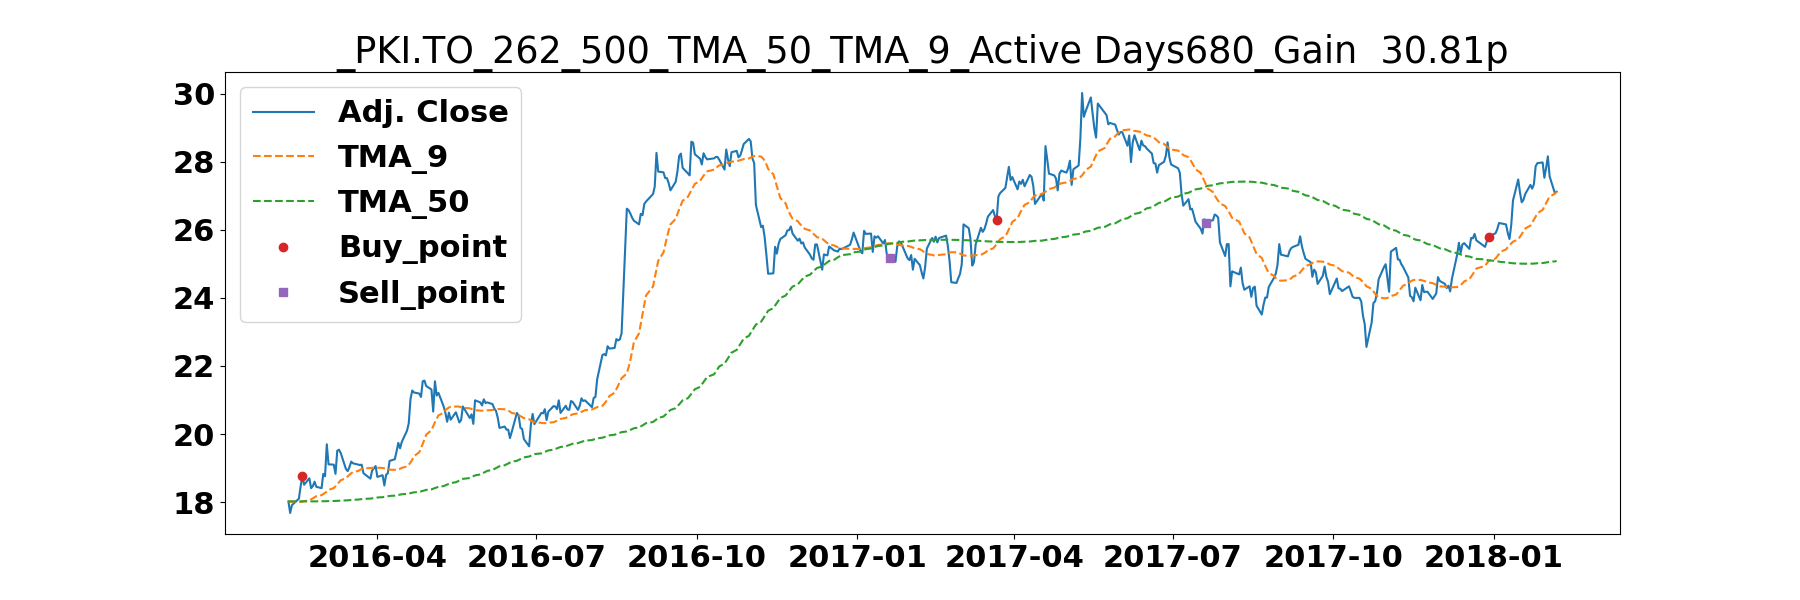 _PKI.TO_262_500_TMA_50_TMA_9_Active Days680_Gain  30.81p
30
28
26
24
22
20
18
Adj. Close
TMA_9
TMA_50
Buy_point
Sell_point
2016-04 2016-07 2016-10 2017-01 2017-04 2017-07 2017-10 2018-01